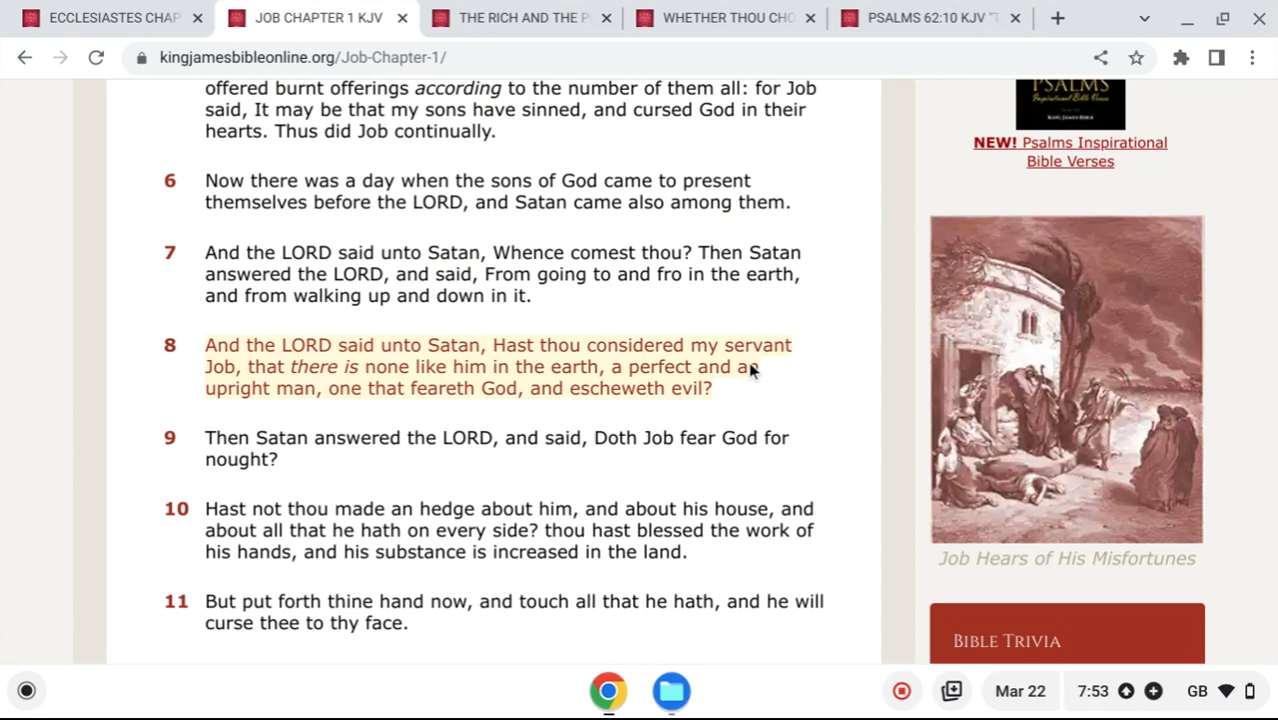 ECCLESIASTES CHAP
JOB CHAPTER 1 KJV
THE RICH AND THE P
WHETHER THOU CHO
PSALMS 62:10 KJV "T
kingjamesbibleonline.org/Job-Chapter-1/
offered burnt offerings according to the number of them all: for Job
said, It may be that my sons have sinned, and cursed God in their
hearts. Thus did Job continually.
6 Now there was a day when the sons of God came to present
themselves before the LORD, and Satan came also among them.
7 And the LORD said unto Satan, Whence comest thou? Then Satan
answered the LORD, and said, From going to and fro in the earth,
and from walking up and down in it.
8 And the LORD said unto Satan, Hast thou considered my servant
Job, that there is none like him in the earth, a perfect and an
upright man, one that feareth God, and escheweth evil?
9 Then Satan answered the LORD, and said, Doth Job fear God for
nought?
10 Hast not thou made an hedge about him, and about his house, and
about all that he hath on every side? thou hast blessed the work of
his hands, and his substance is increased in the land.
11 But put forth thine hand now, and touch all that he hath, and he will
curse thee to thy face.
PSALMS
Inspirational Bible Verses
KING JAMES BIBLE
NEW! Psalms Inspirational
Bible Verses
Job Hears of His Misfortunes
BIBLE TRIVIA
Mar 22
7:53
GB